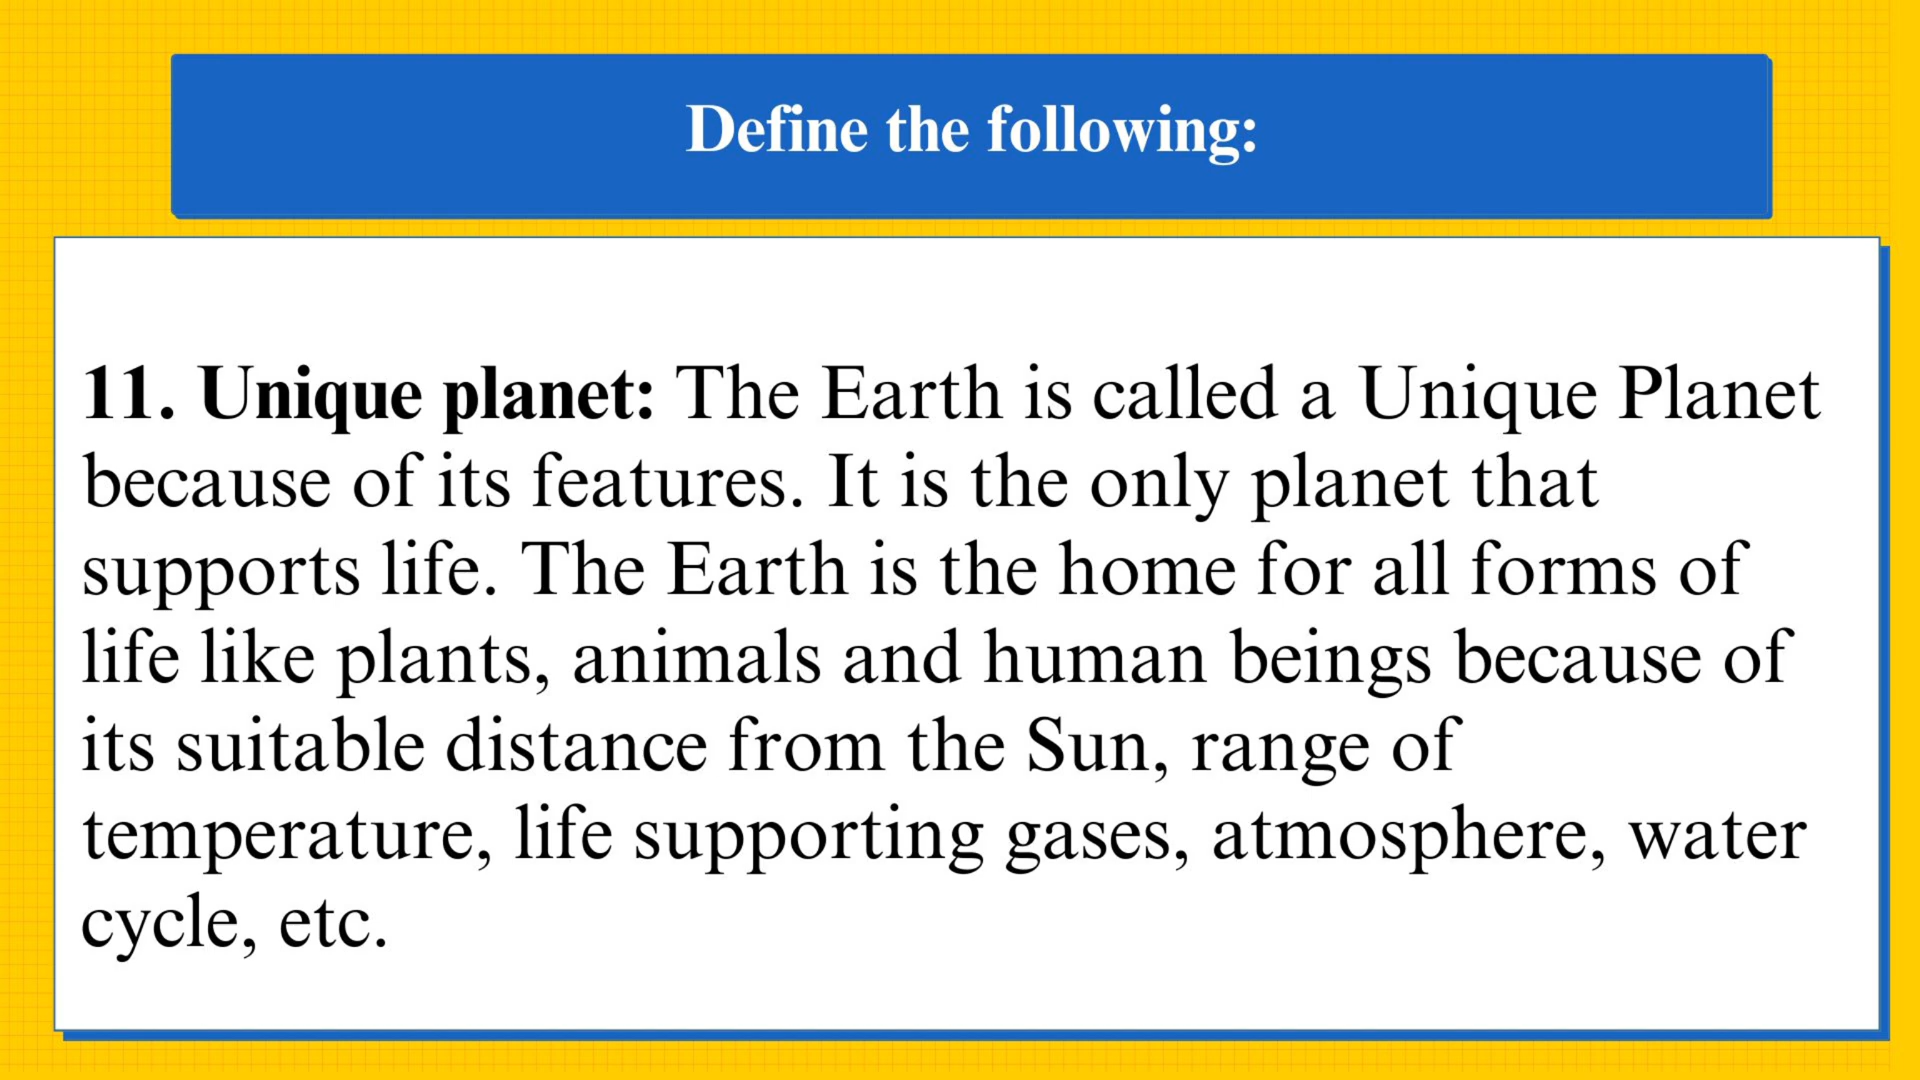 Define the following:
11. Unique planet: The Earth is called a Unique Planet
because of its features. It is the only planet that
supports life. The Earth is the home for all forms of
life like plants, animals and human beings because of
its suitable distance from the Sun, range of
temperature, life supporting gases, atmosphere, water
cycle, etc.